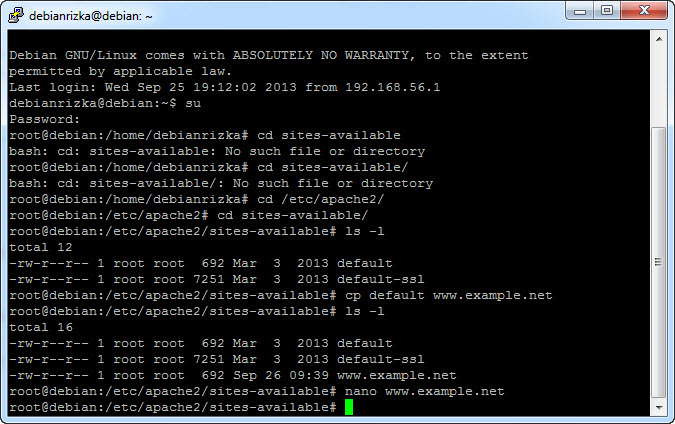 debianrizka@debian: ~
Debian GNU/Linux comes with ABSOLUTELY NO WARRANTY, to the extent
permitted by applicable law.
Last login: Wed Sep 25 19:12:02 2013 from 192.168.56.1
debianrizka@debian:~$ su
Password:
root@debian:/home/debianrizka# cd sites-available
bash: cd: sites-available: No such file or directory
root@debian:/home/debianrizka# cd sites-available/
bash: cd: sites-available/: No such file or directory
root@debian:/home/debianrizka# cd /etc/apache2/
root@debian:/etc/apache2# cd sites-available/
root@debian:/etc/apache2/sites-available# ls -l
total 12
-rw-r--r-- 1 root root  692 Mar  3  2013 default
-rw-r--r-- 1 root root 7251 Mar  3  2013 default-ssl
root@debian:/etc/apache2/sites-available# cp default www.example.net
root@debian:/etc/apache2/sites-available# ls -l
total 16
-rw-r--r-- 1 root root  692 Mar  3  2013 default
-rw-r--r-- 1 root root 7251 Mar  3  2013 default-ssl
-rw-r--r-- 1 root root  692 Sep 26 09:39 www.example.net
root@debian:/etc/apache2/sites-available# nano www.example.net
root@debian:/etc/apache2/sites-available#